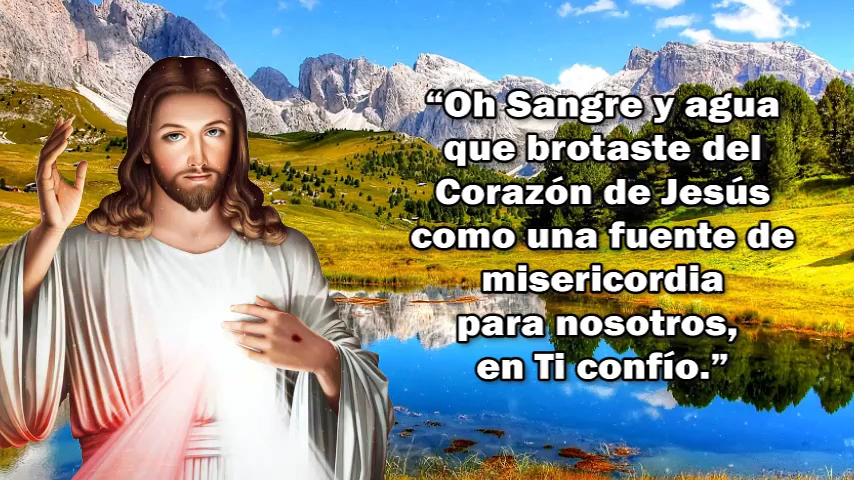 “Oh Sangre y agua
que brotaste del
Corazón de Jesús
como una fuente de
misericordia
para nosotros,
en Ti confío.”